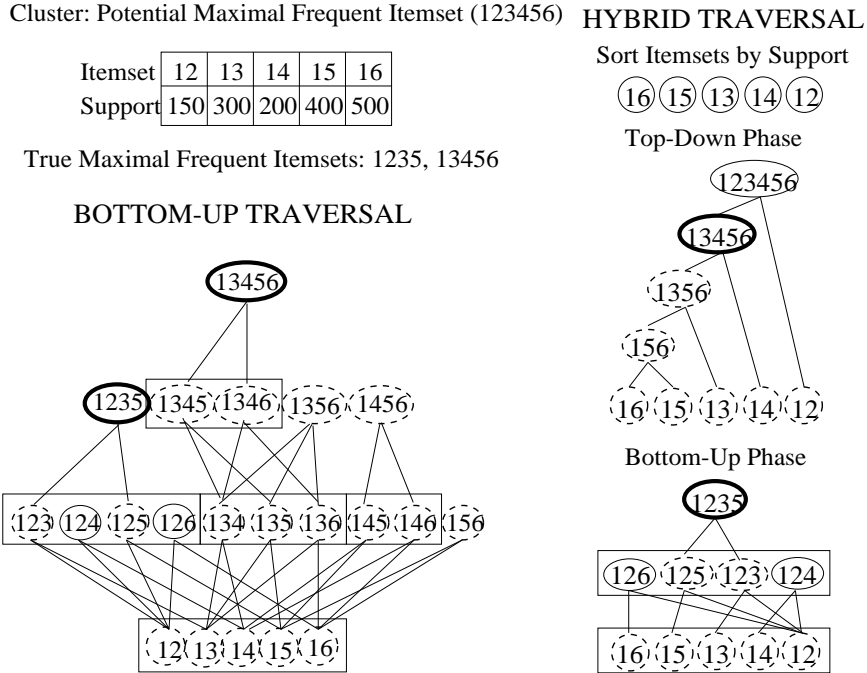 Cluster: Potential Maximal Frequent Itemset (123456)
Itemset 12 13 14 15 16
Support 150 300 200 400 500
True Maximal Frequent Itemsets: 1235, 13456
BOTTOM-UP TRAVERSAL
13456
1235 1345 1346 1356 1456
123 124 125 126 134 135 136 145 146 156
12 13 14 15 16
HYBRID TRAVERSAL
Sort Itemsets by Support
16 15 13 14 12
Top-Down Phase
123456
13456
1356
156
16 15 13 14 12
Bottom-Up Phase
1235
126 125 123 124
16 15 13 14 12